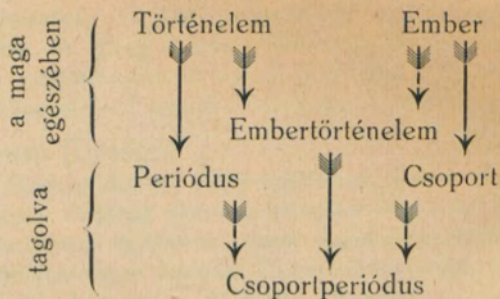 a maga
egészében
Történelem Ember
Embertörténelem
tagolva
Periódus Csoport
Csoportperiódus